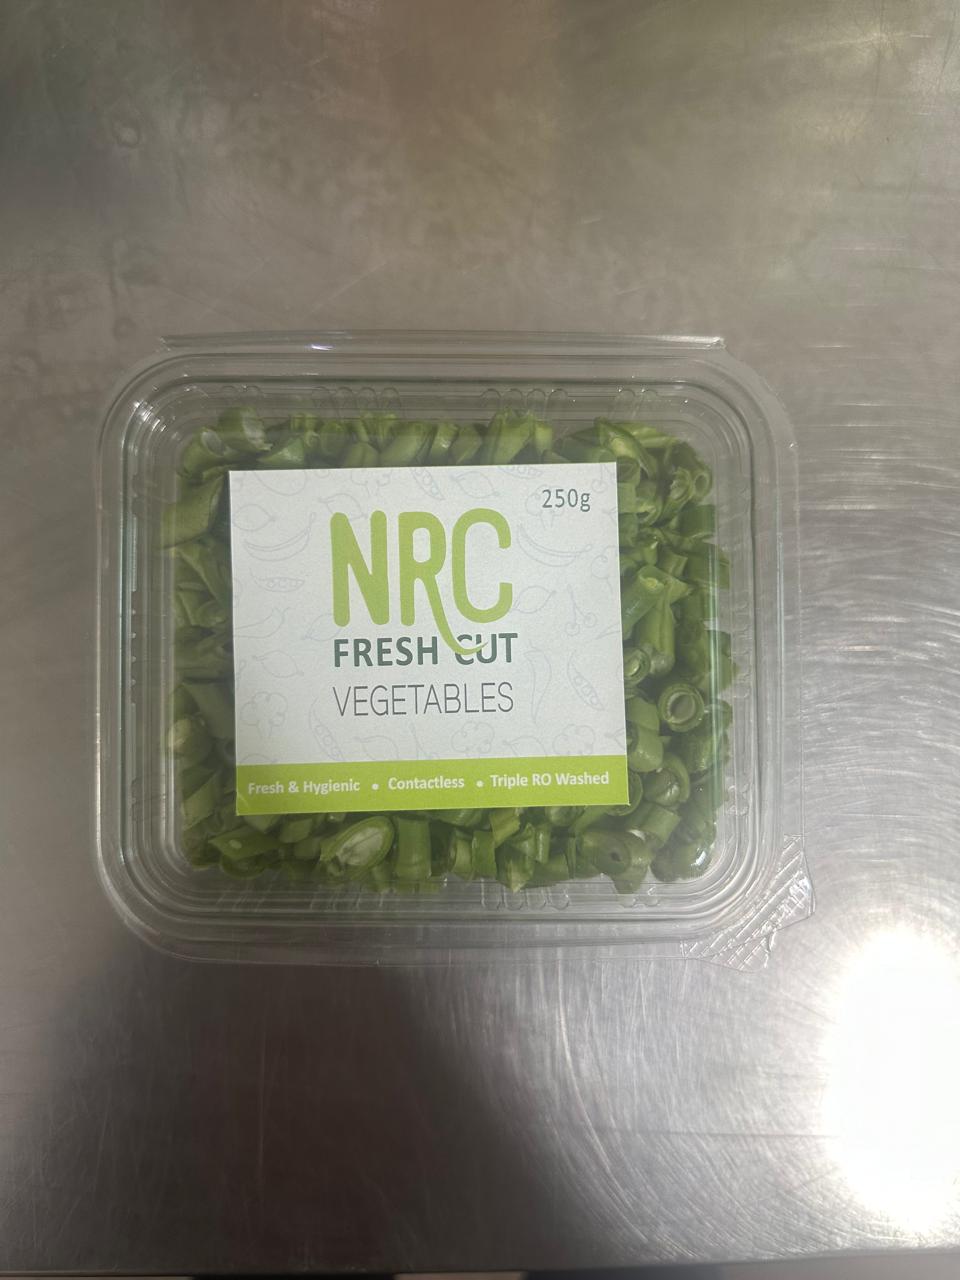 250g
NRC
FRESH CUT
VEGETABLES
Fresh & Hygienic • Contactless • Triple RO Washed